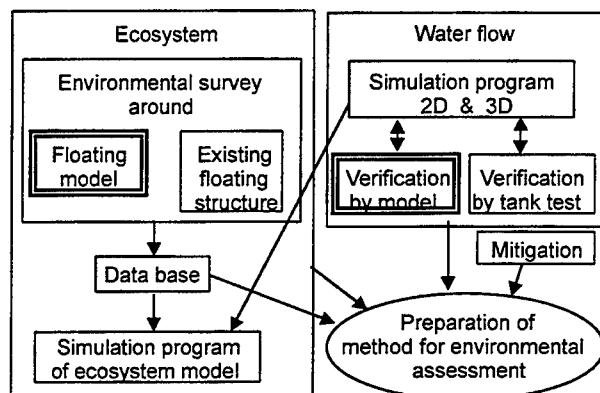 Ecosystem
Environmental survey
around
Floating
model
Existing
floating
structure
Data base
Simulation program
of ecosystem model
Water flow
Simulation program
2D & 3D
Verification
by model
Verification
by tank test
Mitigation
Preparation of
method for environmental
assessment